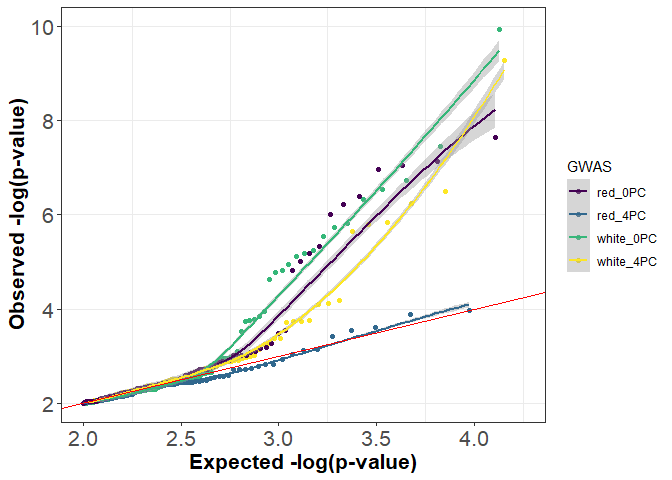 10
8
6
4
2
Observed -log(p-value)
2.0 2.5 3.0 3.5 4.0
Expected -log(p-value)
GWAS
red_0PC
red_4PC
white_0PC
white_4PC